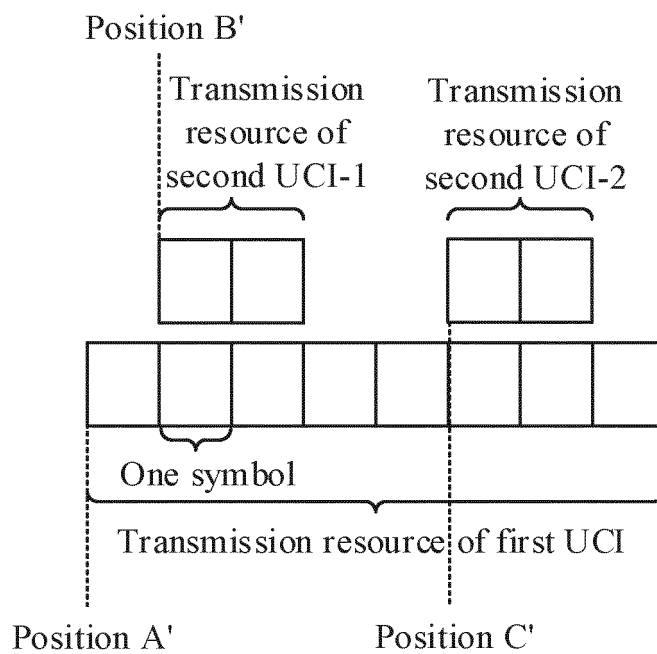 Position B'
Transmission
resource of
second UCI-1
Transmission
resource of
second UCI-2
One symbol
Transmission resource of first UCI
Position A'
Position C'